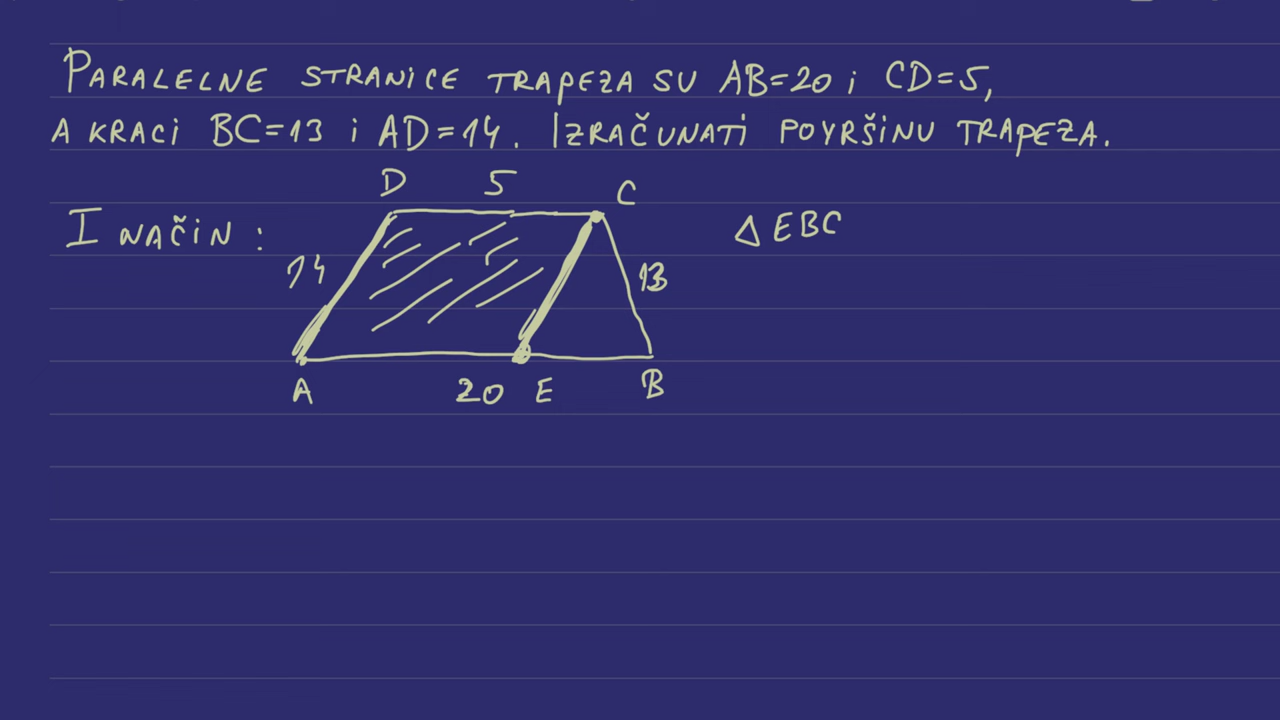 PARALELNE STRANICE TRAPEZA SU AB=20 i CD=5,
A KRACI BC=13 i AD=14. IZRAČUNATI POVRŠINU TRAPEZA.
D 5 C
I NAČIN: △EBC
14 13
A 20 E B